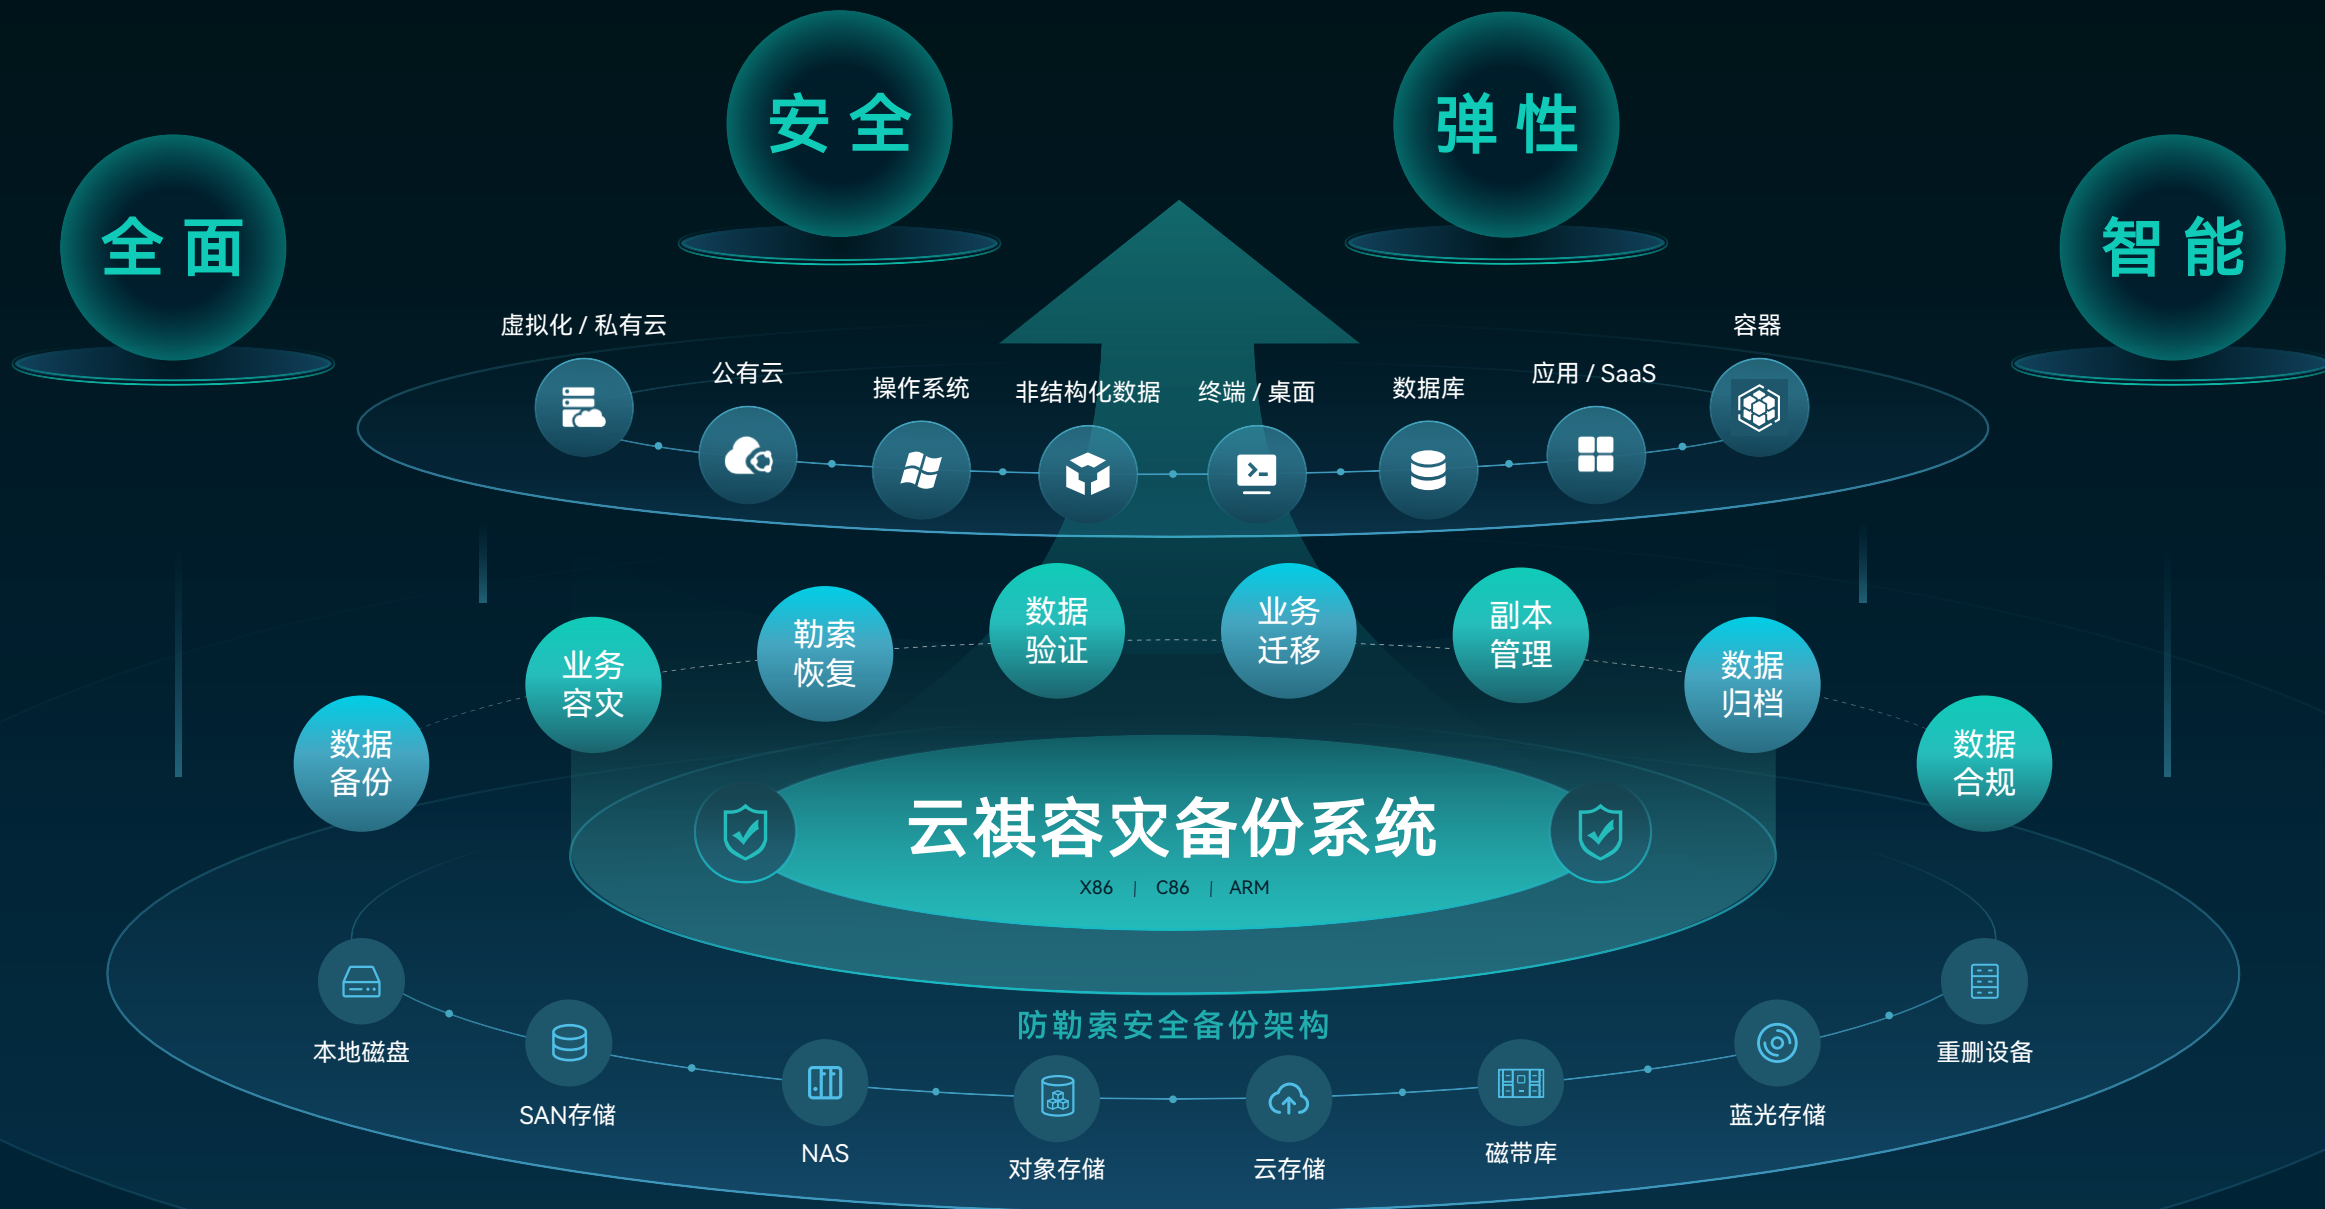 全面
安全
弹性
智能
虚拟化 / 私有云
公有云
操作系统
非结构化数据
终端 / 桌面
数据库
应用 / SaaS
容器
数据
备份
业务
容灾
勒索
恢复
数据
验证
业务
迁移
副本
管理
数据
归档
数据
合规
云祺容灾备份系统
X86 | C86 | ARM
防勒索安全备份架构
本地磁盘
SAN存储
NAS
对象存储
云存储
磁带库
蓝光存储
重删设备